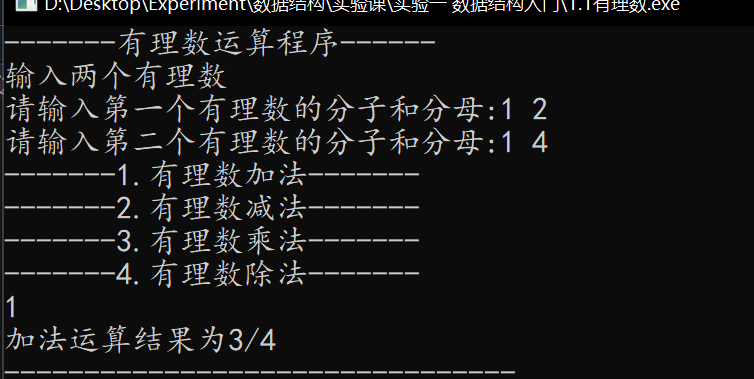 D:\Desktop\Experiment\数据结构\实验课\实验一 数据结构入门\1.1有理数.exe
-------有理数运算程序------
输入两个有理数
请输入第一个有理数的分子和分母:1 2
请输入第二个有理数的分子和分母:1 4
-------1.有理数加法-------
-------2.有理数减法-------
-------3.有理数乘法-------
-------4.有理数除法-------
1
加法运算结果为3/4
--------------------------------